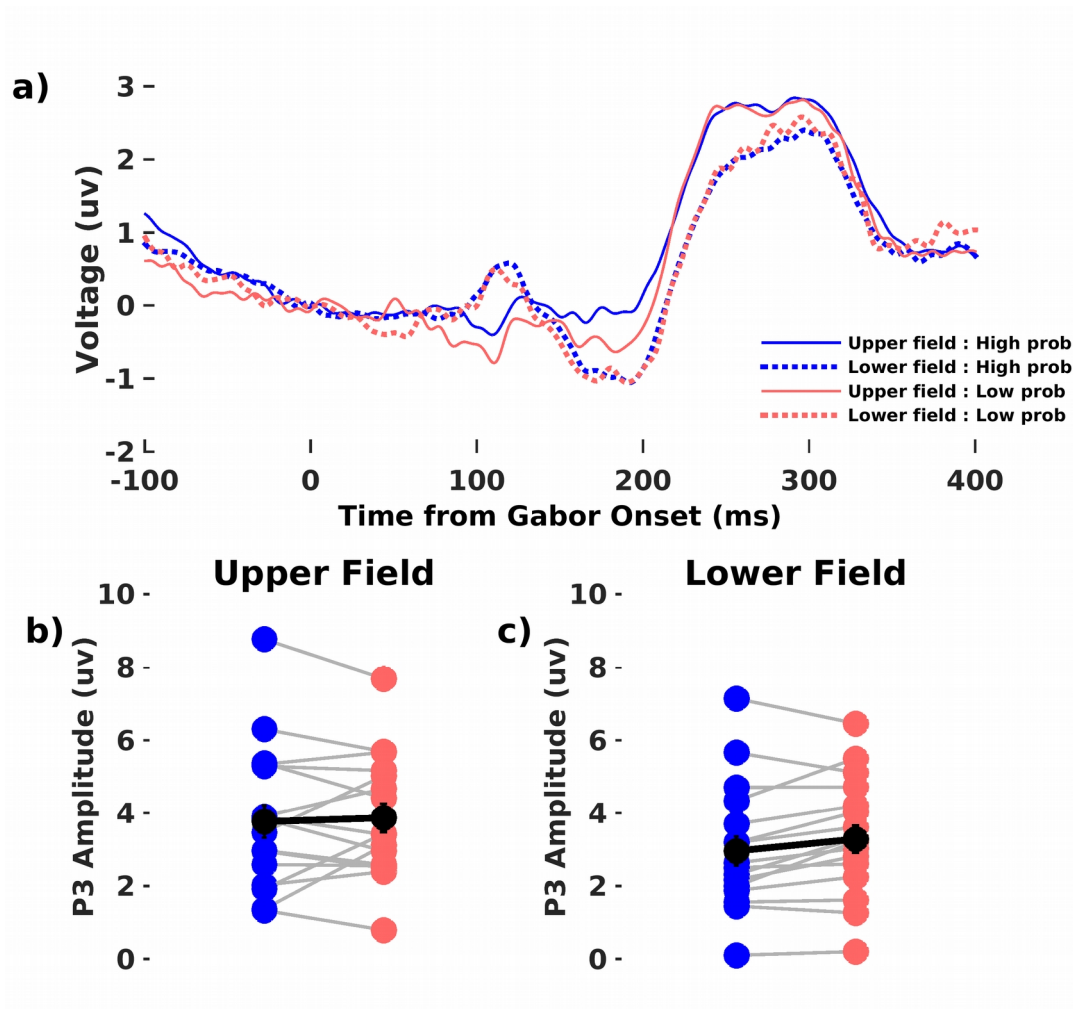 a)
Voltage (uv)
3
2
1
0
-1
-2
-100 0 100 200 300 400
Time from Gabor Onset (ms)
Upper field : High prob
Lower field : High prob
Upper field : Low prob
Lower field : Low prob
b)
Upper Field
P3 Amplitude (uv)
10
8
6
4
2
0
c)
Lower Field
P3 Amplitude (uv)
10
8
6
4
2
0